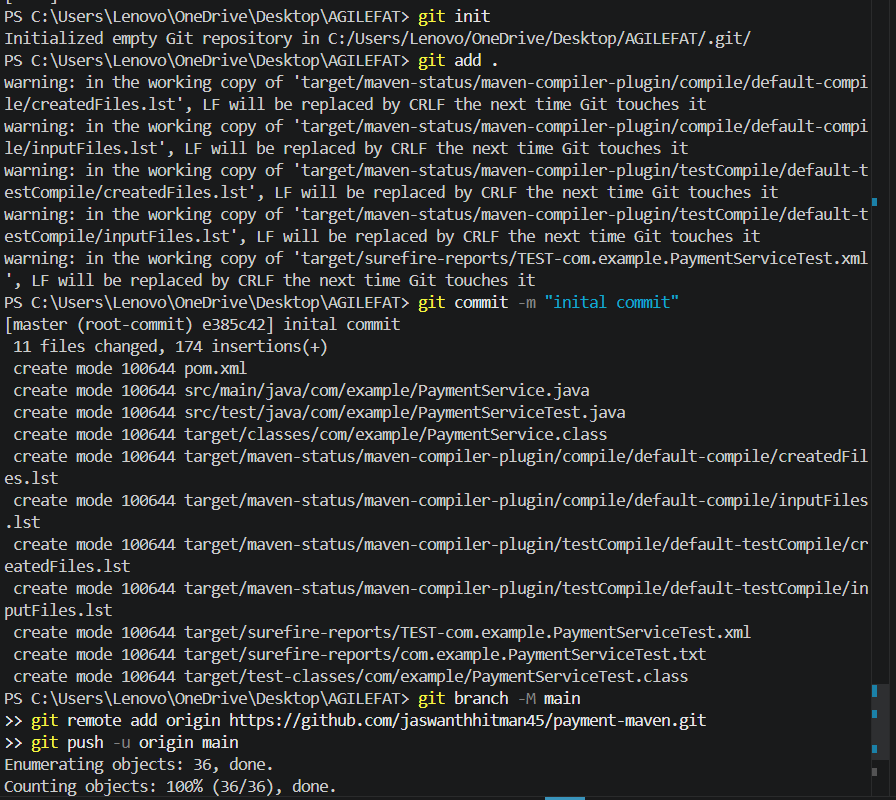 PS C:\Users\Lenovo\OneDrive\Desktop\AGILEFAT> git init
Initialized empty Git repository in C:/Users/Lenovo/OneDrive/Desktop/AGILEFAT/.git/
PS C:\Users\Lenovo\OneDrive\Desktop\AGILEFAT> git add .
warning: in the working copy of 'target/maven-status/maven-compiler-plugin/compile/default-compi
le/createdFiles.lst', LF will be replaced by CRLF the next time Git touches it
warning: in the working copy of 'target/maven-status/maven-compiler-plugin/compile/default-compi
le/inputFiles.lst', LF will be replaced by CRLF the next time Git touches it
warning: in the working copy of 'target/maven-status/maven-compiler-plugin/testCompile/default-t
estCompile/createdFiles.lst', LF will be replaced by CRLF the next time Git touches it
warning: in the working copy of 'target/maven-status/maven-compiler-plugin/testCompile/default-t
estCompile/inputFiles.lst', LF will be replaced by CRLF the next time Git touches it
warning: in the working copy of 'target/surefire-reports/TEST-com.example.PaymentServiceTest.xml
', LF will be replaced by CRLF the next time Git touches it
PS C:\Users\Lenovo\OneDrive\Desktop\AGILEFAT> git commit -m "inital commit"
[master (root-commit) e385c42] inital commit
 11 files changed, 174 insertions(+)
 create mode 100644 pom.xml
 create mode 100644 src/main/java/com/example/PaymentService.java
 create mode 100644 src/test/java/com/example/PaymentServiceTest.java
 create mode 100644 target/classes/com/example/PaymentService.class
 create mode 100644 target/maven-status/maven-compiler-plugin/compile/default-compile/createdFil
es.lst
 create mode 100644 target/maven-status/maven-compiler-plugin/compile/default-compile/inputFiles
.lst
 create mode 100644 target/maven-status/maven-compiler-plugin/testCompile/default-testCompile/cr
eatedFiles.lst
 create mode 100644 target/maven-status/maven-compiler-plugin/testCompile/default-testCompile/in
putFiles.lst
 create mode 100644 target/surefire-reports/TEST-com.example.PaymentServiceTest.xml
 create mode 100644 target/surefire-reports/com.example.PaymentServiceTest.txt
 create mode 100644 target/test-classes/com/example/PaymentServiceTest.class
PS C:\Users\Lenovo\OneDrive\Desktop\AGILEFAT> git branch -M main
>> git remote add origin https://github.com/jaswanthhitman45/payment-maven.git
>> git push -u origin main
Enumerating objects: 36, done.
Counting objects: 100% (36/36), done.